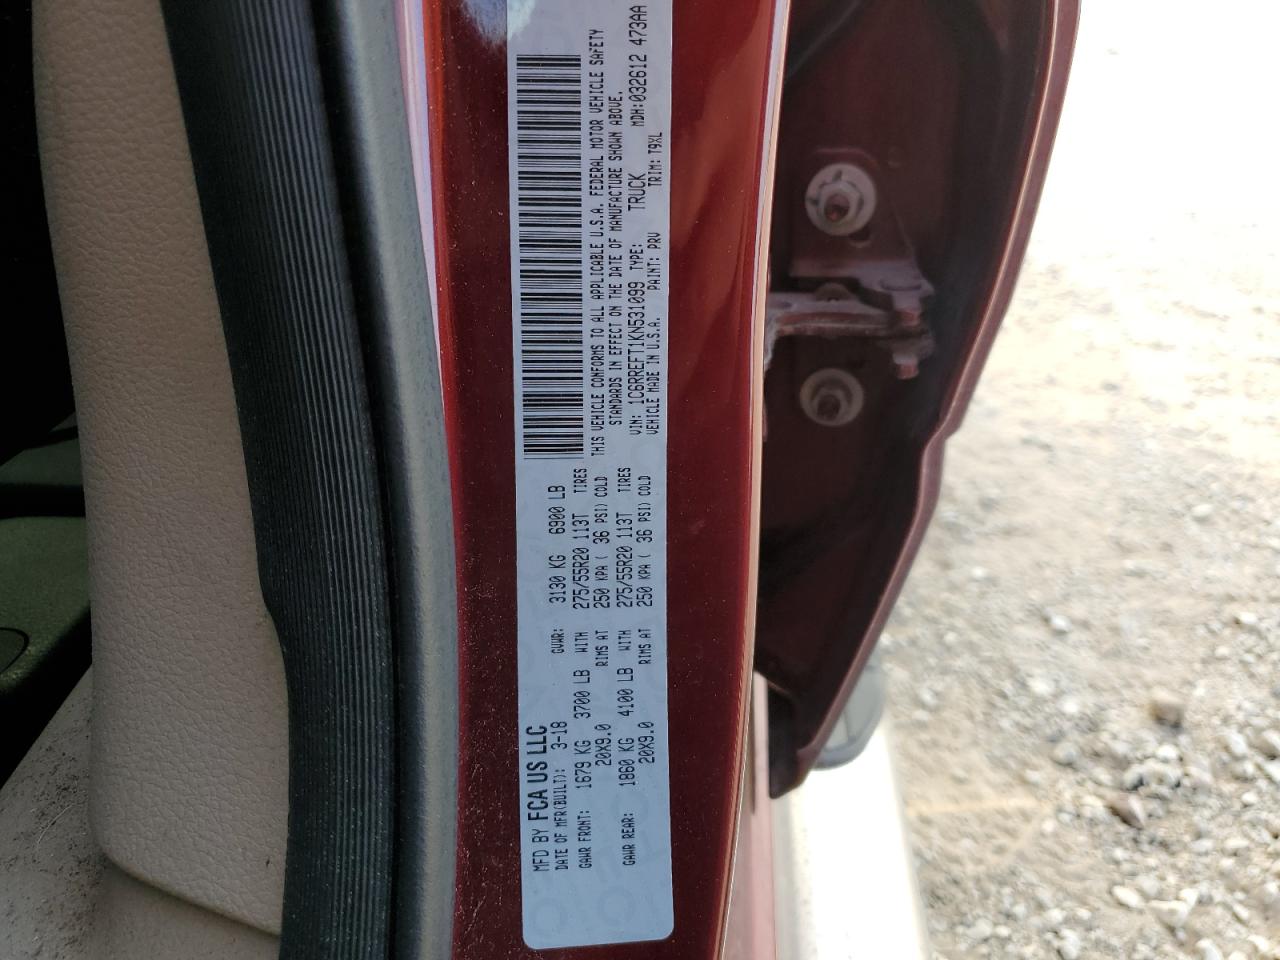 MFD BY FCA US LLC
DATE OF MFR(BUILT): 3-18 GVWR: 3130 KG 6900 LB
GAWR FRONT: 1679 KG 3700 LB WITH 275/55R20 113T TIRES
20X9.0 RIMS AT 250 KPA ( 36 PSI) COLD
GAWR REAR: 1860 KG 4100 LB WITH 275/55R20 113T TIRES
20X9.0 RIMS AT 250 KPA ( 36 PSI) COLD
THIS VEHICLE CONFORMS TO ALL APPLICABLE U.S.A. FEDERAL MOTOR VEHICLE SAFETY
STANDARDS IN EFFECT ON THE DATE OF MANUFACTURE SHOWN ABOVE.
VIN: 1C6RREFT1KN531099 TYPE: TRUCK MDH:032612 473AA
VEHICLE MADE IN U.S.A. PAINT: PRV TRIM: T9XL